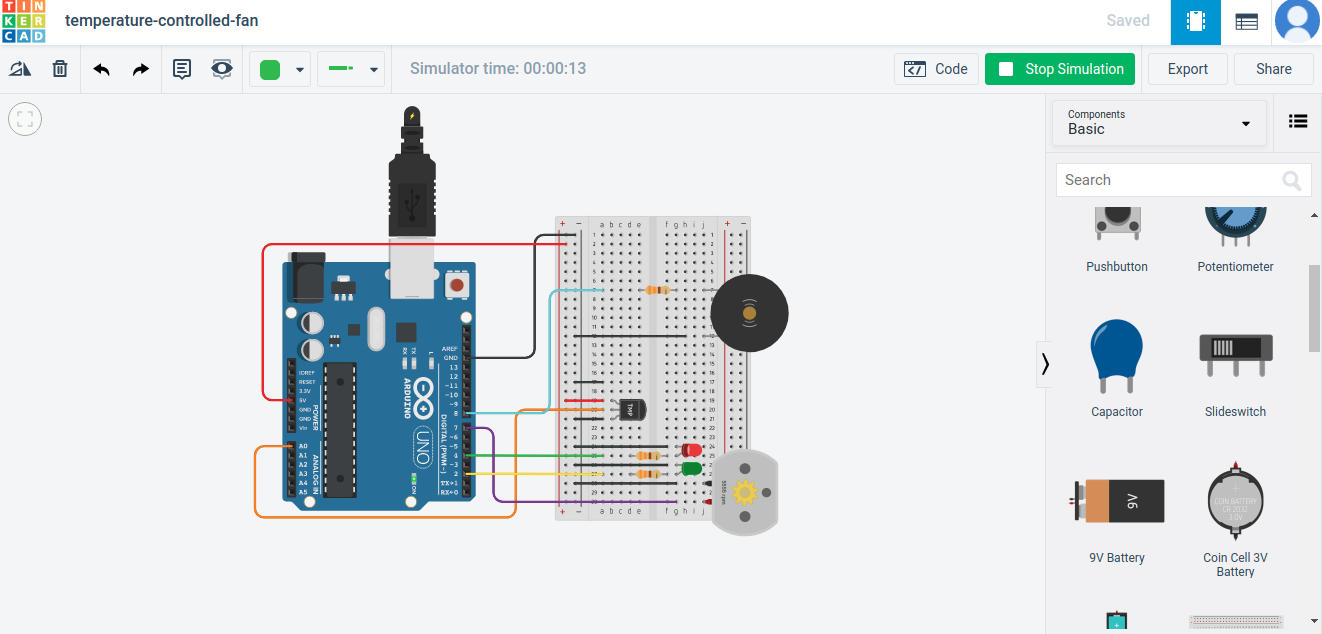 TIN
KER
CAD
temperature-controlled-fan
Saved
Simulator time: 00:00:13
Code
Stop Simulation
Export
Share
Components
Basic
Search
Pushbutton
Potentiometer
Capacitor
Slideswitch
9V
9V Battery
COIN BATTERY
CR 2032
3.0V
Coin Cell 3V
Battery
AREF
GND
13
12
~11
~10
~9
8
7
~6
~5
4
~3
2
TX→1
RX←0
DIGITAL (PWM~)
IOREF
RESET
3.3V
5V
GND
GND
Vin
POWER
A0
A1
A2
A3
A4
A5
ANALOG IN
RX
TX
L
ARDUINO
UNO
ON
a b c d e
f g h i j
a b c d e
f g h i j
TMP